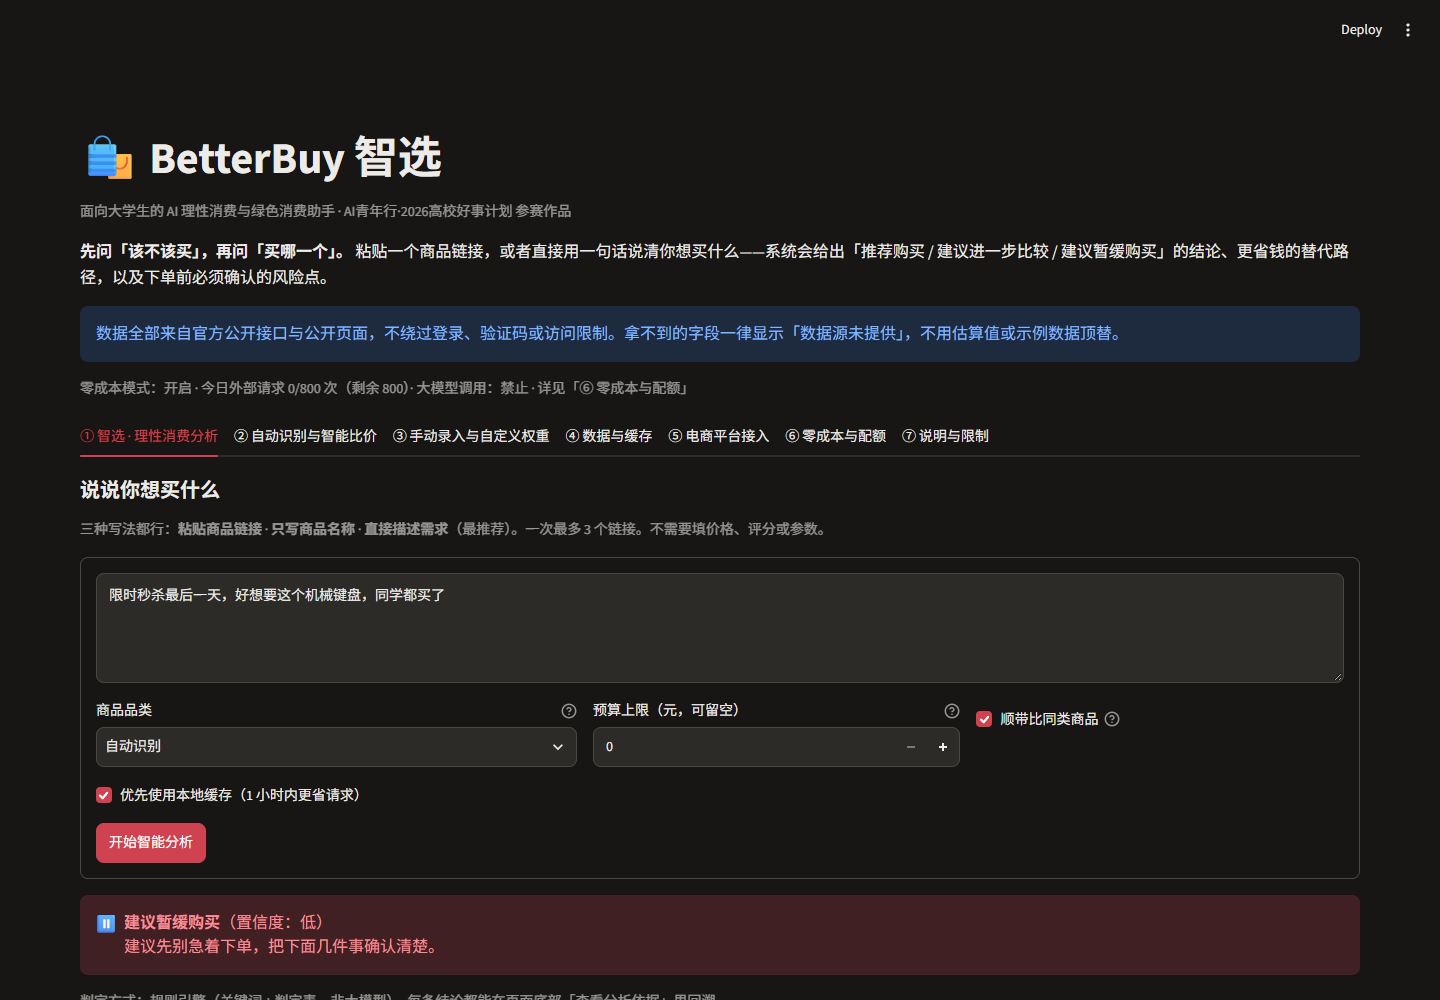 Deploy
BetterBuy 智选
面向大学生的 AI 理性消费与绿色消费助手 · AI青年行·2026高校好事计划 参赛作品
先问「该不该买」，再问「买哪一个」。 粘贴一个商品链接，或者直接用一句话说清你想买什么——系统会给出「推荐购买 / 建议进一步比较 / 建议暂缓购买」的结论、更省钱的替代路
径，以及下单前必须确认的风险点。
数据全部来自官方公开接口与公开页面，不绕过登录、验证码或访问限制。拿不到的字段一律显示「数据源未提供」，不用估算值或示例数据顶替。
零成本模式：开启 · 今日外部请求 0/800 次（剩余 800）· 大模型调用：禁止 · 详见「⑥ 零成本与配额」
① 智选 · 理性消费分析 ② 自动识别与智能比价 ③ 手动录入与自定义权重 ④ 数据与缓存 ⑤ 电商平台接入 ⑥ 零成本与配额 ⑦ 说明与限制
说说你想买什么
三种写法都行：粘贴商品链接 · 只写商品名称 · 直接描述需求（最推荐）。一次最多 3 个链接。不需要填价格、评分或参数。
限时秒杀最后一天，好想要这个机械键盘，同学都买了
商品品类 预算上限（元，可留空） 顺带比同类商品
自动识别 0
优先使用本地缓存（1 小时内更省请求）
开始智能分析
建议暂缓购买（置信度：低）
建议先别急着下单，把下面几件事确认清楚。